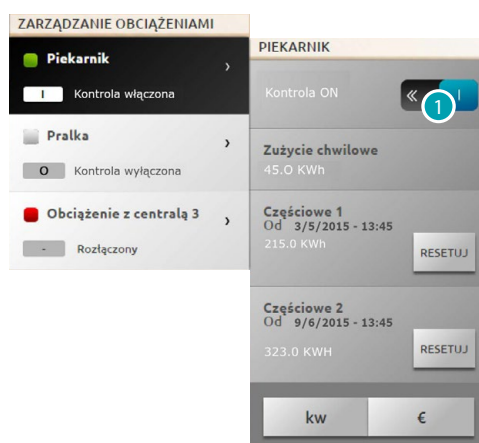 ZARZĄDZANIE OBCIĄŻENIAMI
Piekarnik
I Kontrola włączona
Pralka
O Kontrola wyłączona
Obciążenie z centralą 3
- Rozłączony
PIEKARNIK
Kontrola ON
I
1
Zużycie chwilowe
45.0 KWh
Częściowe 1
Od 3/5/2015 - 13:45
215.0 KWh
RESETUJ
Częściowe 2
Od 9/6/2015 - 13:45
323.0 KWH
RESETUJ
kw €